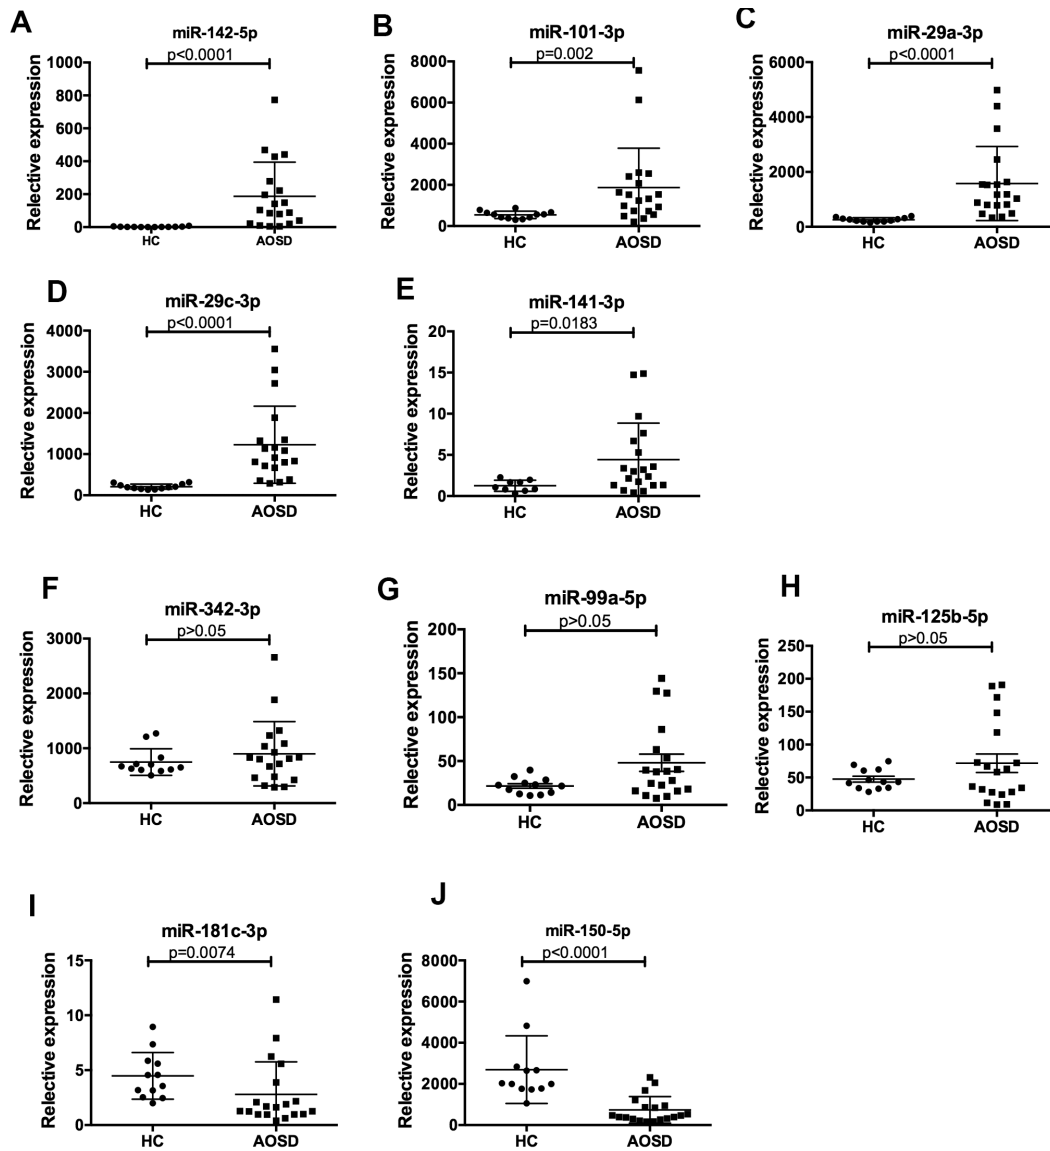 A
miR-142-5p
p<0.0001
Relective expression
1000
800
600
400
200
0
HC
AOSD
B
miR-101-3p
p=0.002
Relective expression
8000
6000
4000
2000
0
HC
AOSD
C
miR-29a-3p
p<0.0001
Relective expression
6000
4000
2000
0
HC
AOSD
D
miR-29c-3p
p<0.0001
Relective expression
4000
3000
2000
1000
0
HC
AOSD
E
miR-141-3p
p=0.0183
Relective expression
20
15
10
5
0
HC
AOSD
F
miR-342-3p
p>0.05
Relective expression
3000
2000
1000
0
HC
AOSD
G
miR-99a-5p
p>0.05
Relective expression
200
150
100
50
0
HC
AOSD
H
miR-125b-5p
p>0.05
Relective expression
250
200
150
100
50
0
HC
AOSD
I
miR-181c-3p
p=0.0074
Relective expression
15
10
5
0
HC
AOSD
J
miR-150-5p
p<0.0001
Relective expression
8000
6000
4000
2000
0
HC
AOSD